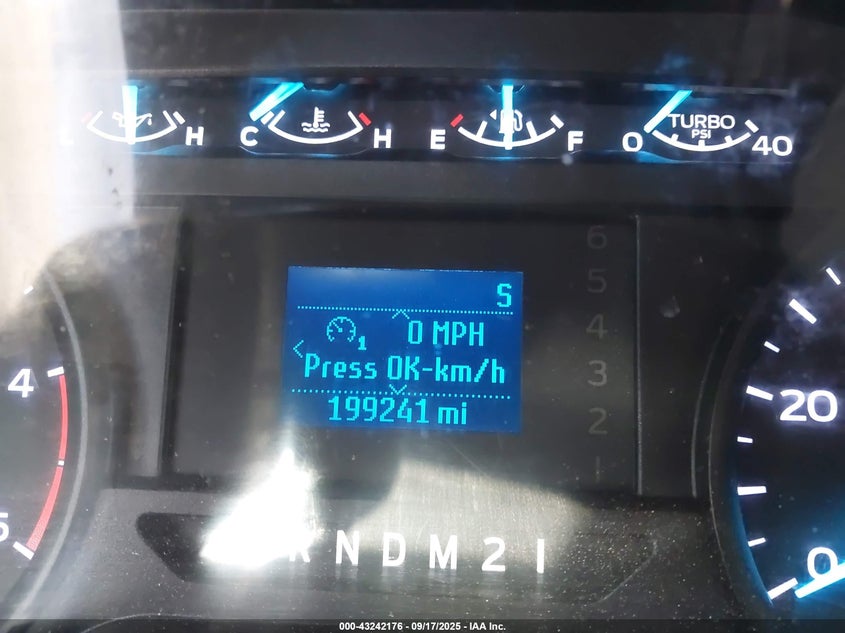 L H C H E F 0 TURBO PSI 40
6
5
4
3
2
1
S
1 0 MPH
Press OK-km/h
199241 mi
4
5
20
0
R N D M 2 1
000-43242176 - 09/17/2025 - IAA Inc.